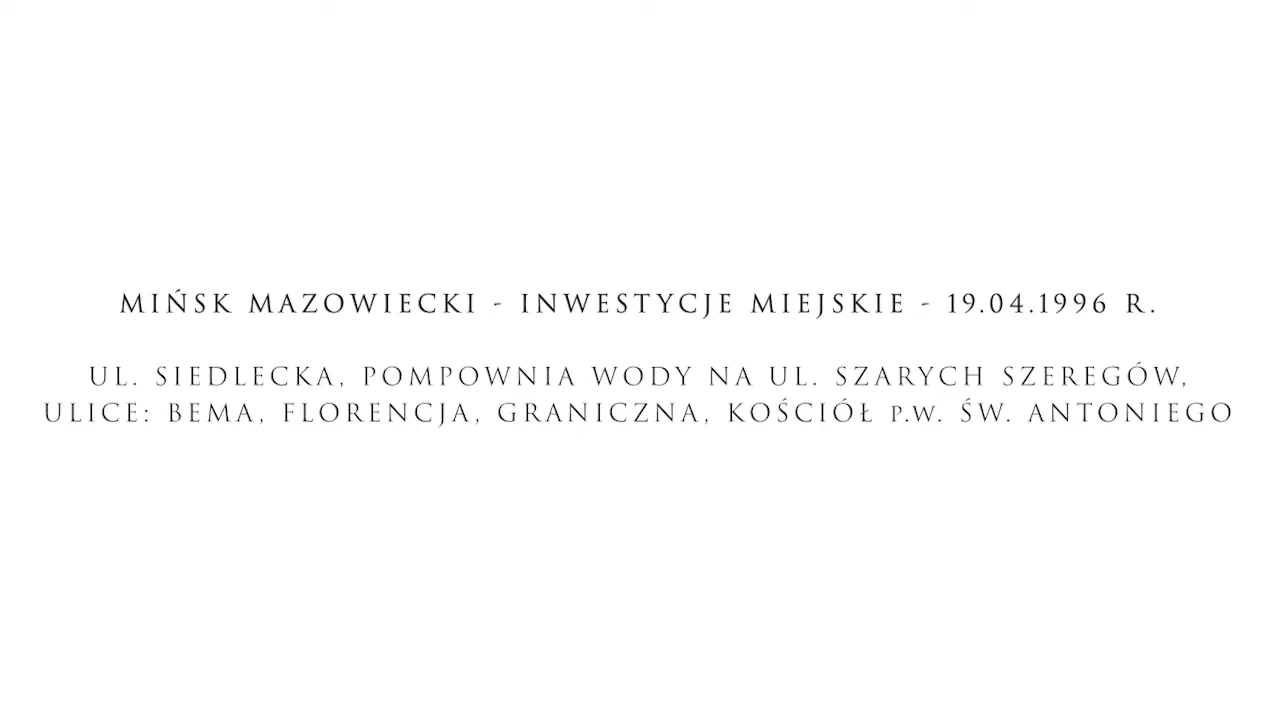 MIŃSK MAZOWIECKI - INWESTYCJE MIEJSKIE - 19.04.1996 R.
UL. SIEDLECKA, POMPOWNIA WODY NA UL. SZARYCH SZEREGÓW,
ULICE: BEMA, FLORENCJA, GRANICZNA, KOŚCIÓŁ P.W. ŚW. ANTONIEGO